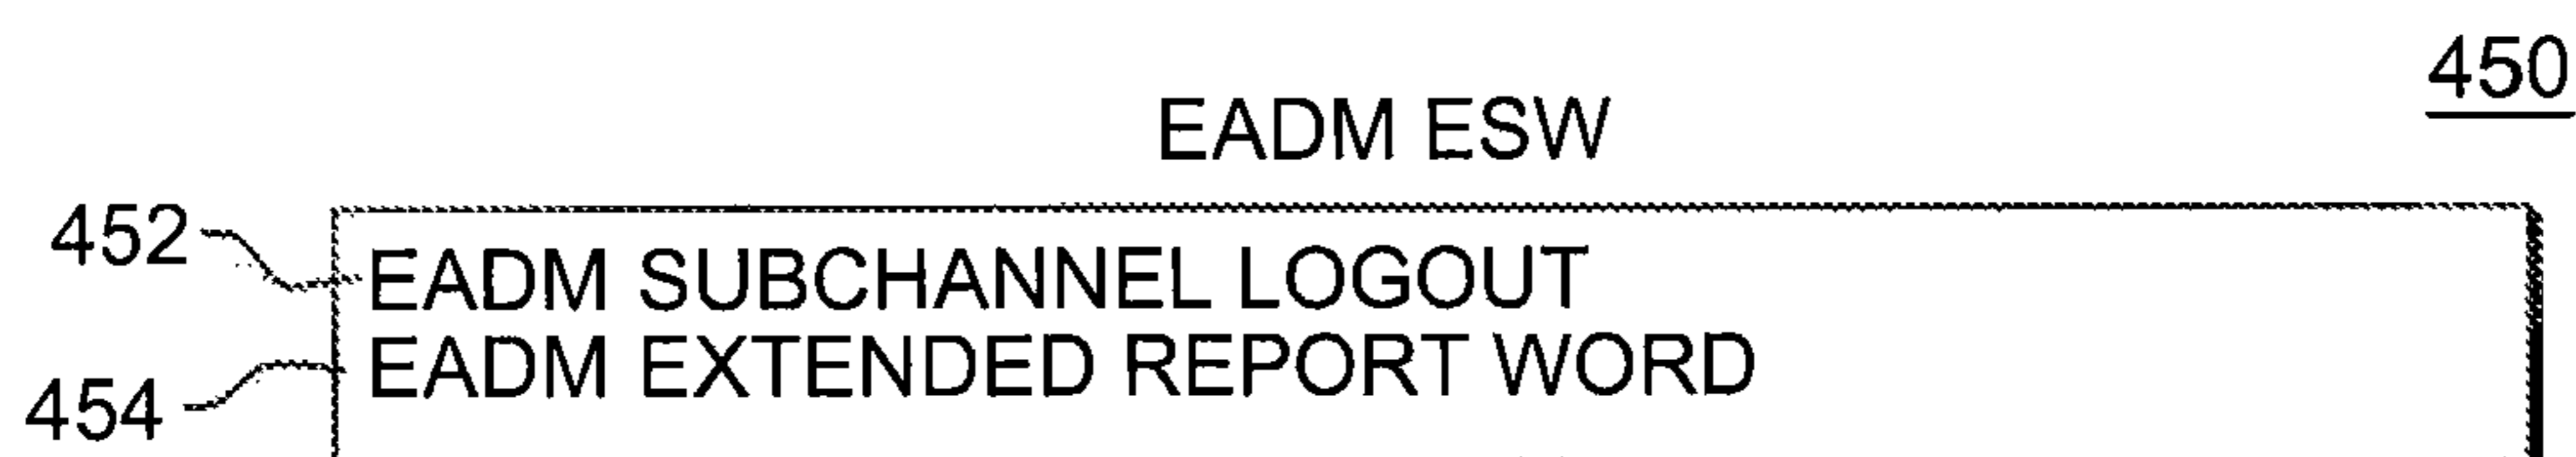 450
EADM ESW
452 EADM SUBCHANNEL LOGOUT
454 EADM EXTENDED REPORT WORD